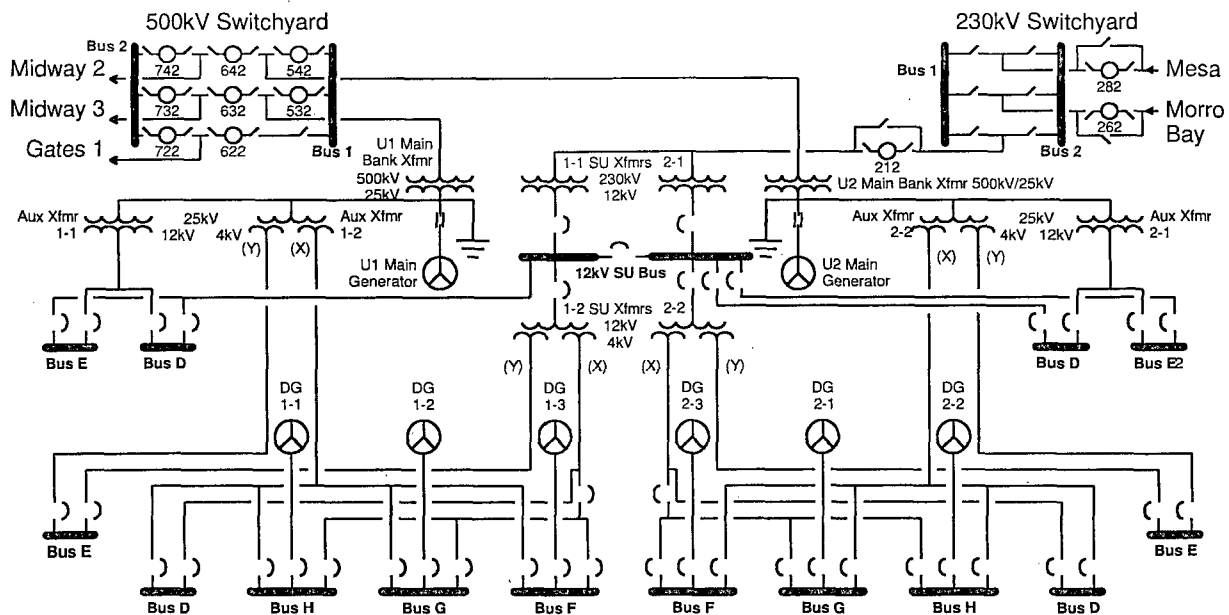 500kV Switchyard
230kV Switchyard
Bus 2
742
642
542
Midway 2
732
632
532
Midway 3
722
622
Gates 1
Bus 1
Bus 1
282
Mesa
262
Morro
Bay
Bus 2
212
U1 Main
Bank Xfmr
500kV
25kV
1-1 SU Xfmrs 2-1
230kV
12kV
U2 Main Bank Xfmr 500kV/25kV
Aux Xfmr
1-1
25kV
12kV
4kV
(Y)
(X)
Aux Xfmr
1-2
Aux Xfmr
2-2
(X)
25kV
4kV
(Y)
12kV
Aux Xfmr
2-1
U1 Main
Generator
12kV SU Bus
U2 Main
Generator
1-2 SU Xfmrs 2-2
12kV
4kV
(Y)
(X)
(X)
(Y)
Bus E
Bus D
Bus D
Bus E2
DG
1-1
DG
1-2
DG
1-3
DG
2-3
DG
2-1
DG
2-2
Bus E
Bus E
Bus D
Bus H
Bus G
Bus F
Bus F
Bus G
Bus H
Bus D